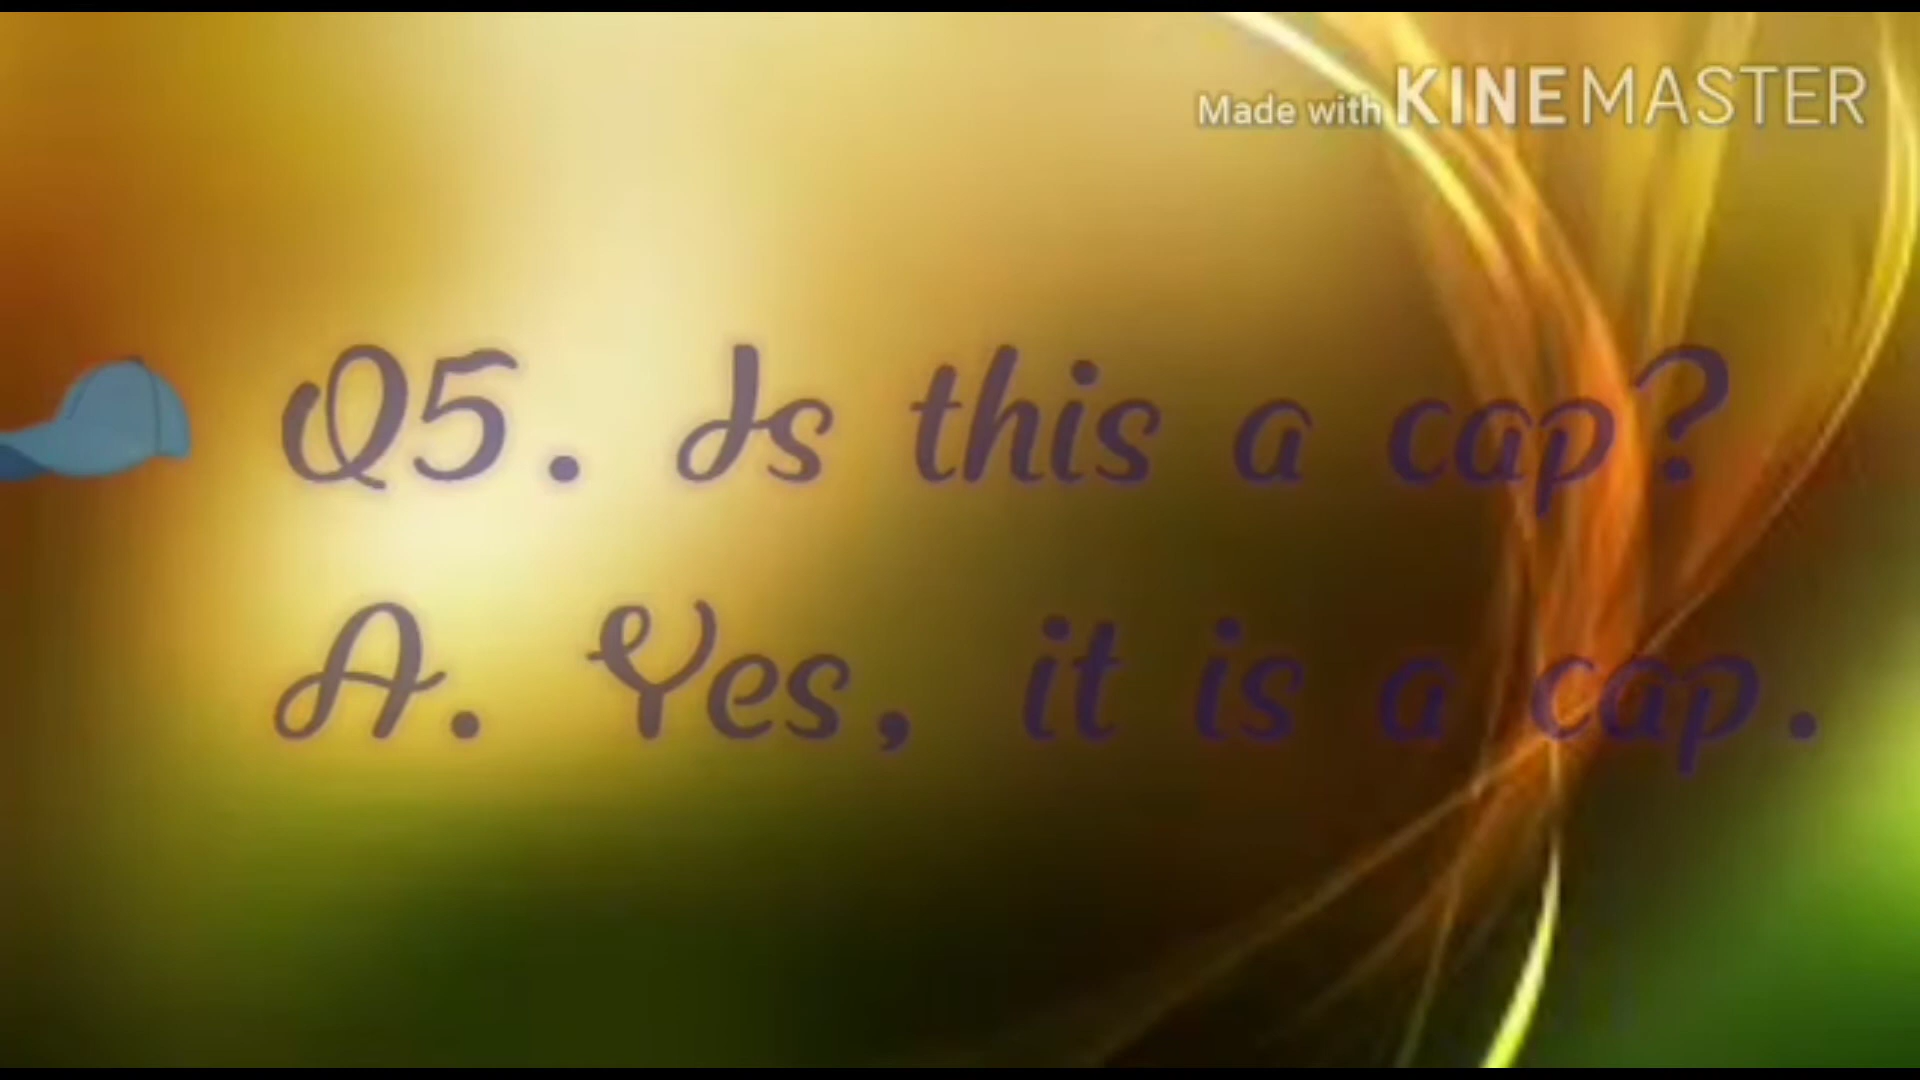 Made with KINEMASTER
Q5. Is this a cap?
A. Yes, it is a cap.